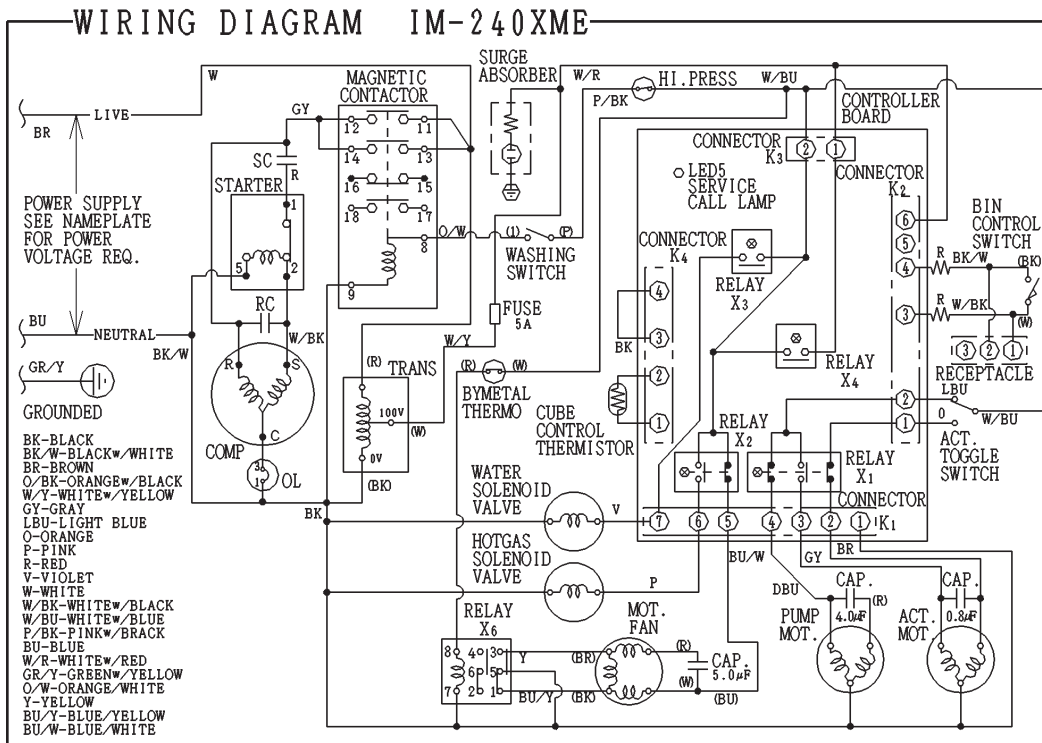 WIRING DIAGRAM IM-240XME
LIVE
BR
W
POWER SUPPLY
SEE NAMEPLATE
FOR POWER
VOLTAGE REQ.
BU
NEUTRAL
BK/W
GR/Y
GROUNDED
BK-BLACK
BK/W-BLACKw/WHITE
BR-BROWN
O/BK-ORANGEw/BLACK
W/Y-WHITEw/YELLOW
GY-GRAY
LBU-LIGHT BLUE
O-ORANGE
P-PINK
R-RED
V-VIOLET
W-WHITE
W/BK-WHITEw/BLACK
W/BU-WHITEw/BLUE
P/BK-PINKw/BRACK
BU-BLUE
W/R-WHITEw/RED
GR/Y-GREENw/YELLOW
O/W-ORANGE/WHITE
Y-YELLOW
BU/Y-BLUE/YELLOW
BU/W-BLUE/WHITE
GY
SC
R
STARTER
1
5
2
RC
W/BK
R
S
C
COMP
3
1
OL
MAGNETIC
CONTACTOR
12
11
14
13
16
15
18
17
8
9
O/W
(1)
(P)
WASHING
SWITCH
SURGE
ABSORBER
W/R
P/BK
HI.PRESS
W/BU
FUSE
5A
W/Y
(R)
TRANS
100V
(W)
0V
(BK)
BK
(R)
(W)
BYMETAL
THERMO
CONTROLLER
BOARD
CONNECTOR
K3
2
1
LED5
SERVICE
CALL LAMP
CONNECTOR
K2
6
5
4
3
2
1
CONNECTOR
K4
4
3
2
1
BK
CUBE
CONTROL
THERMISTOR
RELAY
X3
RELAY
X4
RELAY
X2
RELAY
X1
CONNECTOR
K1
7
6
5
4
3
2
1
BIN
CONTROL
SWITCH
R
BK/W
(BK)
R
W/BK
(W)
3
2
1
RECEPTACLE
LBU
O
W/BU
ACT.
TOGGLE
SWITCH
WATER
SOLENOID
VALVE
V
HOTGAS
SOLENOID
VALVE
P
RELAY
X6
8
4
3
6
5
7
2
1
Y
BU/Y
(BR)
(BK)
MOT.
FAN
(R)
(W)
CAP.
5.0μF
(BU)
BU/W
DBU
GY
BR
PUMP
MOT.
CAP.
4.0μF
(R)
ACT.
MOT.
CAP.
0.8μF